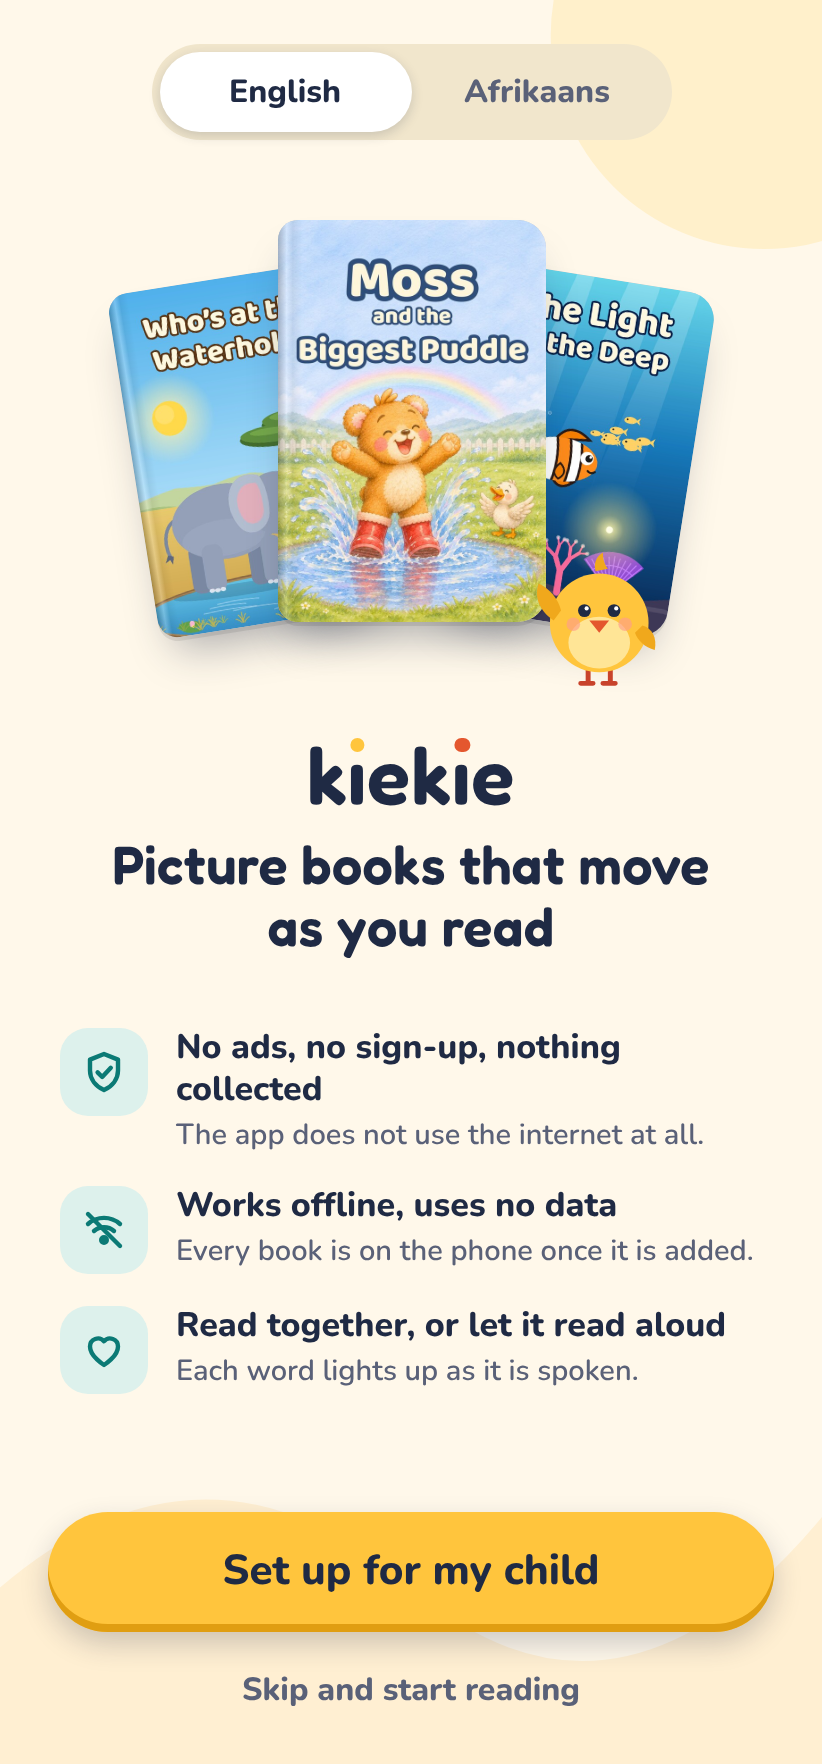 English
Afrikaans
Who's at
Moss
and the
Biggest Puddle
Light
the Deep
kiekie
Picture books that move
as you read
No ads, no sign-up, nothing
collected
The app does not use the internet at all.
Works offline, uses no data
Every book is on the phone once it is added.
Read together, or let it read aloud
Each word lights up as it is spoken.
Set up for my child
Skip and start reading